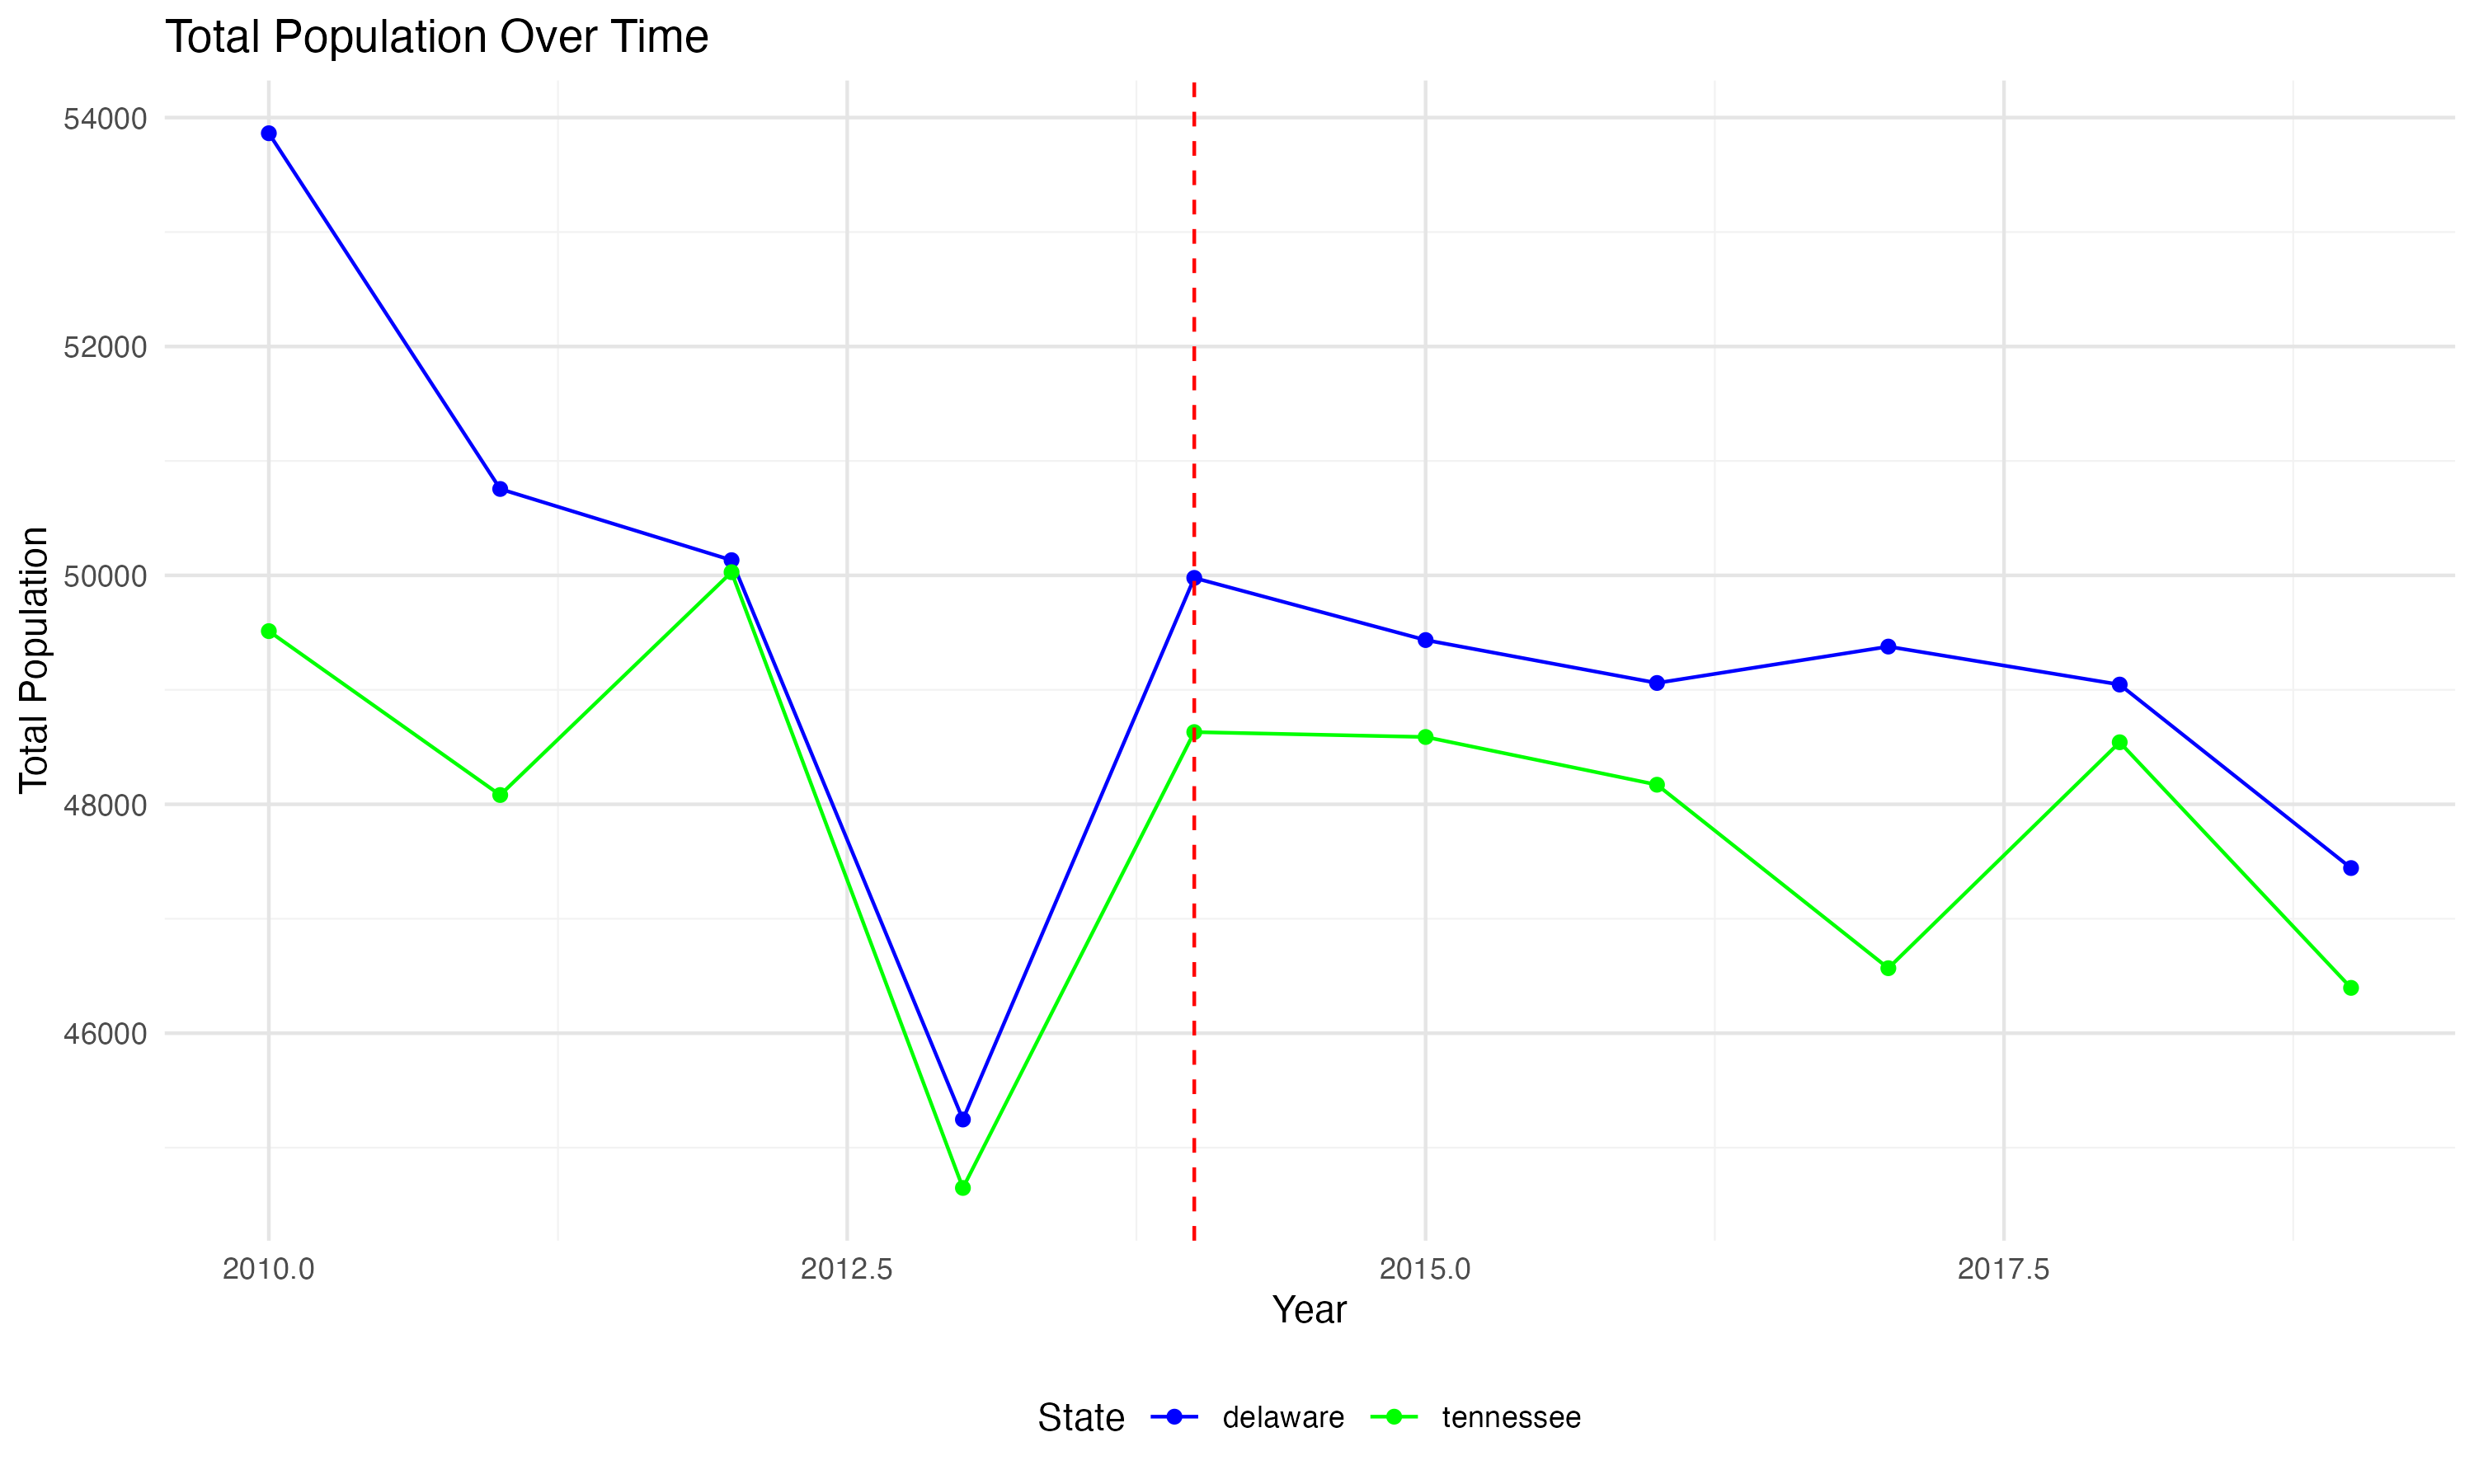 Total Population Over Time
Total Population
54000
52000
50000
48000
46000
2010.0 2012.5 2015.0 2017.5
Year
State delaware tennessee